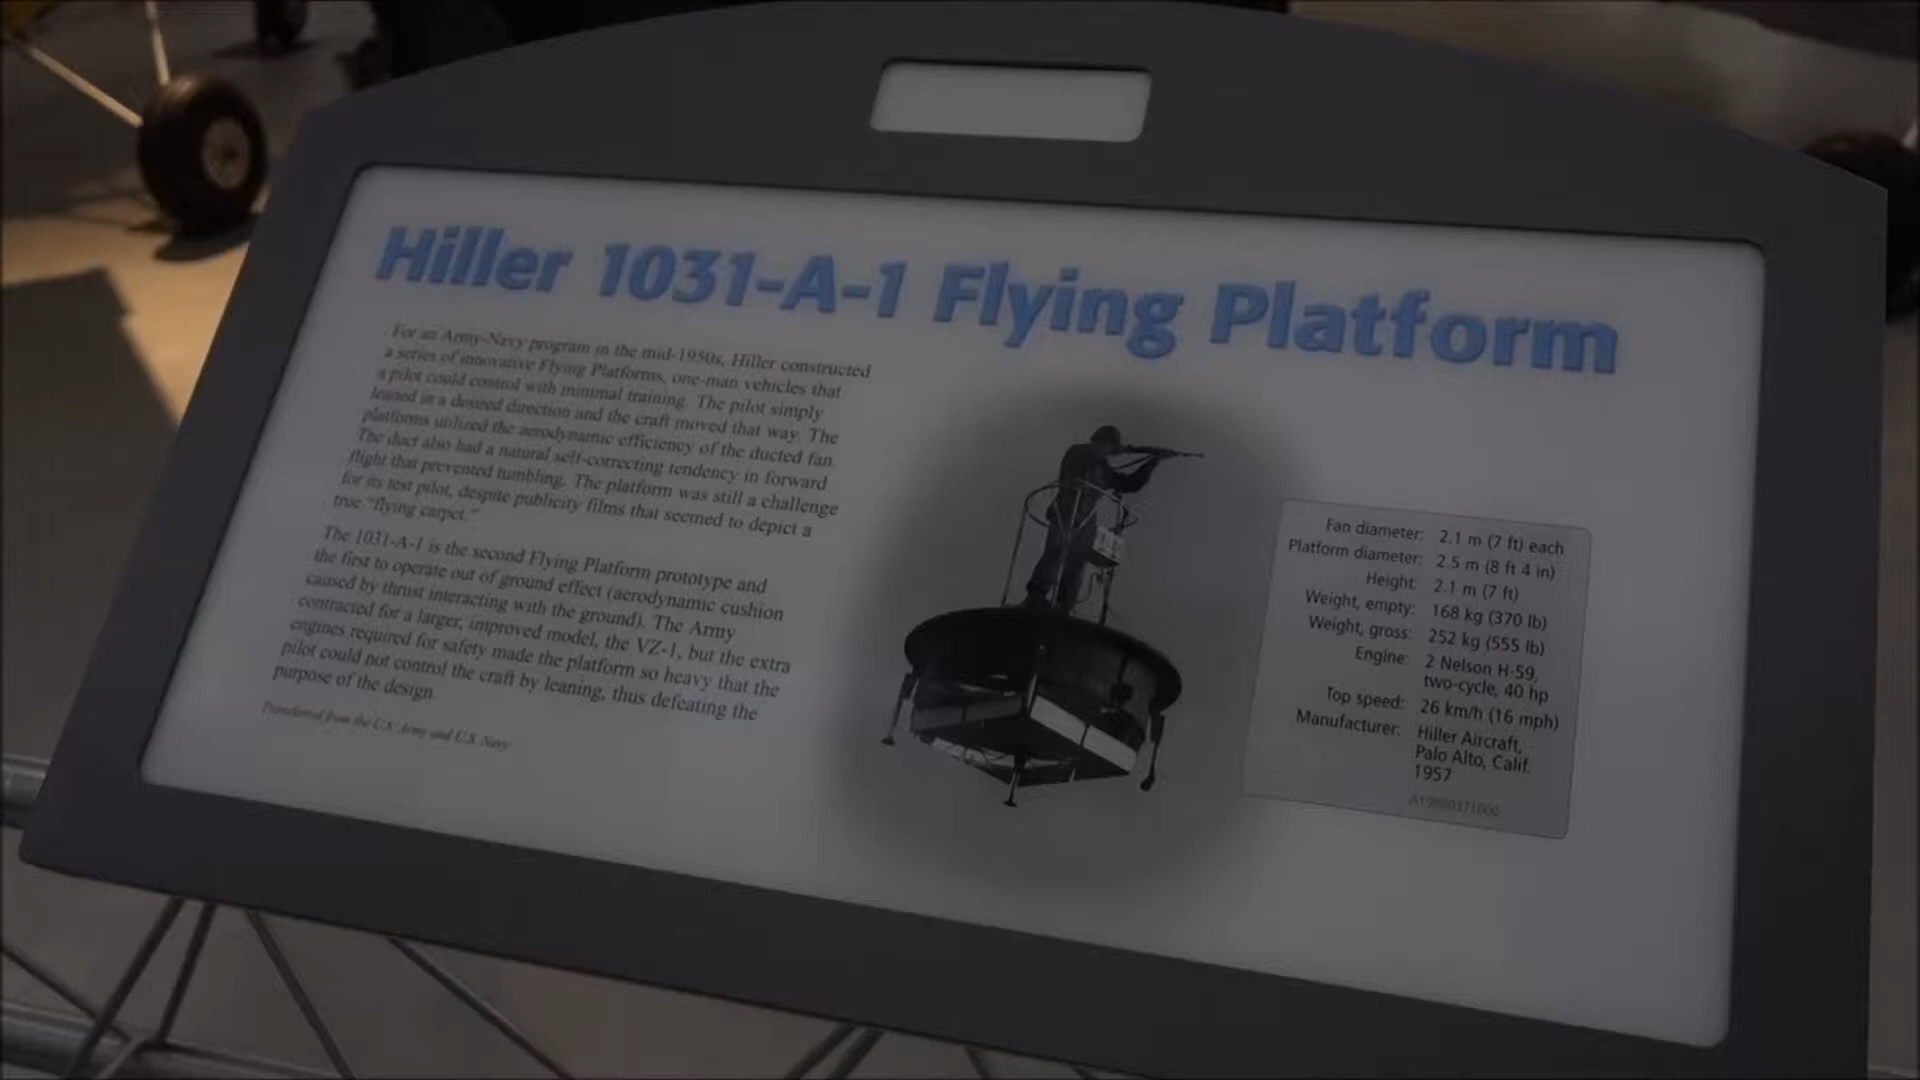 Hiller 1031-A-1 Flying Platform
For an Army-Navy program in the mid-1950s, Hiller constructed
a series of innovative Flying Platforms, one-man vehicles that
a pilot could control with minimal training. The pilot simply
leaned in a desired direction and the craft moved that way. The
platforms utilized the aerodynamic efficiency of the ducted fan.
The duct also had a natural self-correcting tendency in forward
flight that prevented tumbling. The platform was still a challenge
for its test pilot, despite publicity films that seemed to depict a
true "flying carpet."
The 1031-A-1 is the second Flying Platform prototype and
the first to operate out of ground effect (aerodynamic cushion
caused by thrust interacting with the ground). The Army
contracted for a larger, improved model, the VZ-1, but the extra
engines required for safety made the platform so heavy that the
pilot could not control the craft by leaning, thus defeating the
purpose of the design.
Transferred from the U.S. Army and U.S. Navy
Fan diameter: 2.1 m (7 ft) each
Platform diameter: 2.5 m (8 ft 4 in)
Height: 2.1 m (7 ft)
Weight, empty: 168 kg (370 lb)
Weight, gross: 252 kg (555 lb)
Engine: 2 Nelson H-59,
two-cycle, 40 hp
Top speed: 26 km/h (16 mph)
Manufacturer: Hiller Aircraft,
Palo Alto, Calif.
1957